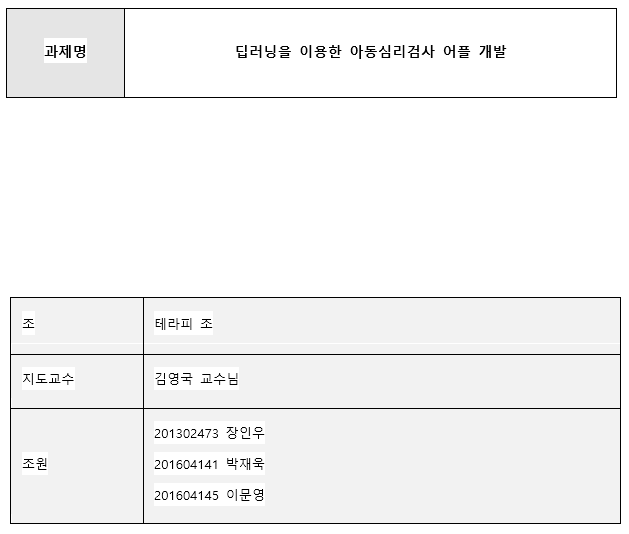 과제명
딥러닝을 이용한 아동심리검사 어플 개발
조
테라피 조
지도교수
김영국 교수님
조원
201302473 장인우
201604141 박재욱
201604145 이문영